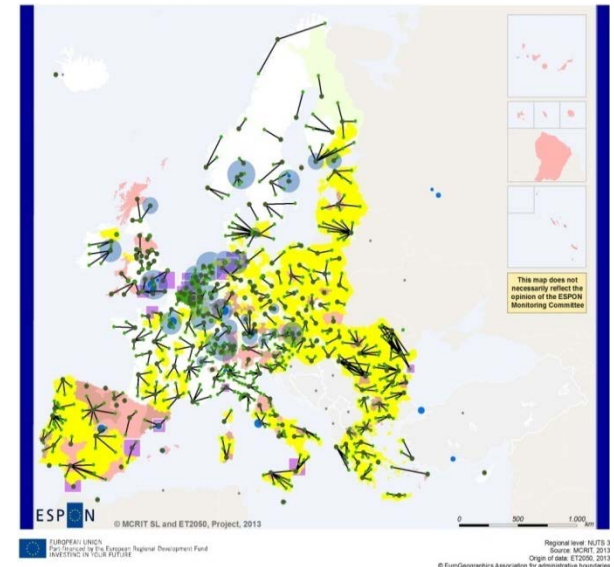 This map does not
necessarily reflect the
opinion of the ESPON
Monitoring Committee
ESPON
© MCRIT SL and ET2050, Project, 2013
0 500 1.000
km
EUROPEAN UNION
Part-financed by the European Regional Development Fund
INVESTING IN YOUR FUTURE
Regional level: NUTS 3
Source: MCRIT, 2013
Origin of data: ET2050, 2013
© EuroGeographics Association for administrative boundaries